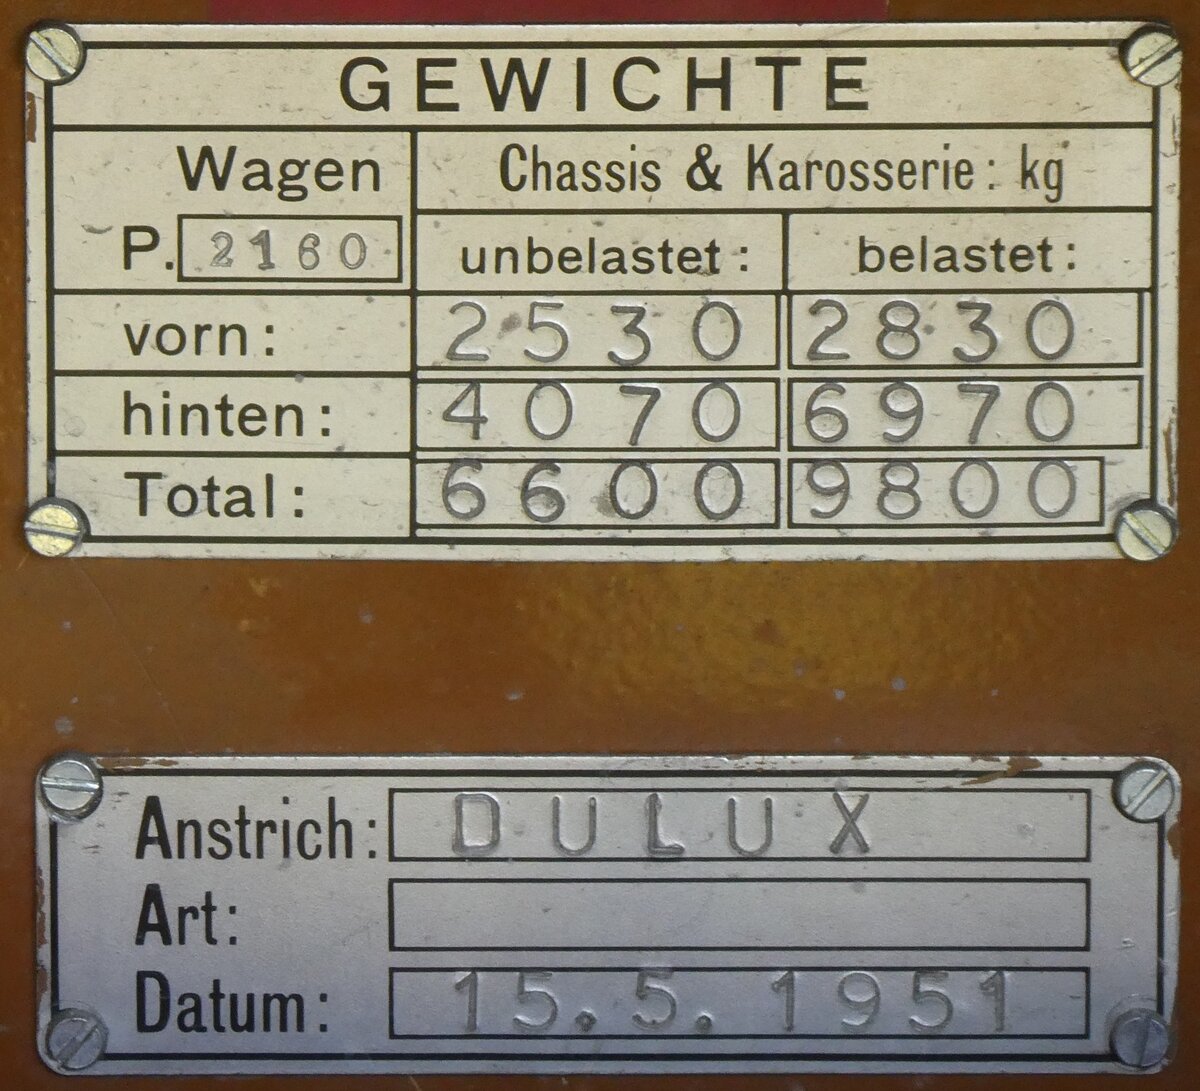 GEWICHTE
Wagen Chassis & Karosserie: kg
P. 2160 unbelastet: belastet:
vorn: 2530 2830
hinten: 4070 6970
Total: 6600 9800
Anstrich: DULUX
Art:
Datum: 15.5.1951